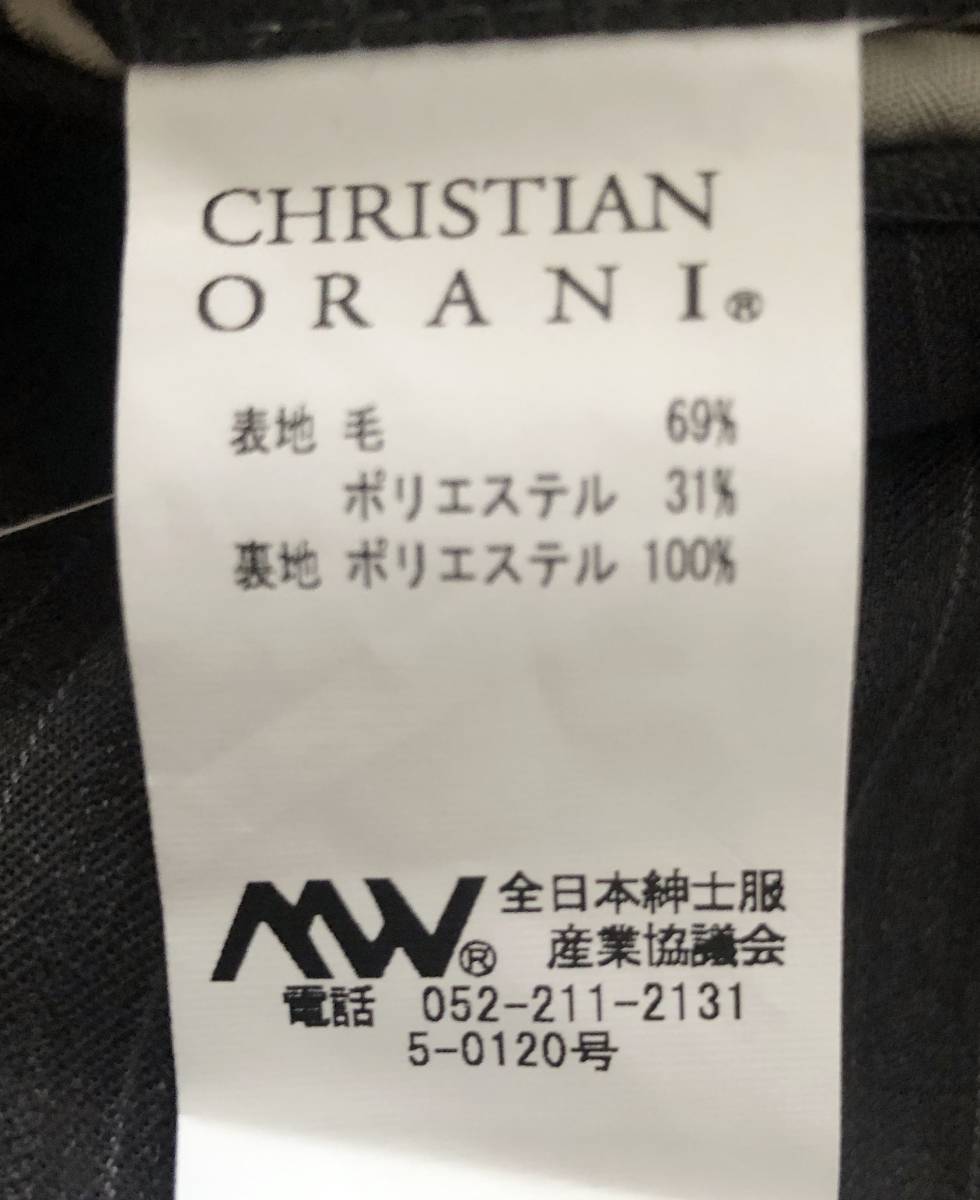 CHRISTIAN
ORANI®
表地 毛 69%
ポリエステル 31%
裏地 ポリエステル 100%
MW® 全日本紳士服
産業協議会
電話 052-211-2131
5-0120号